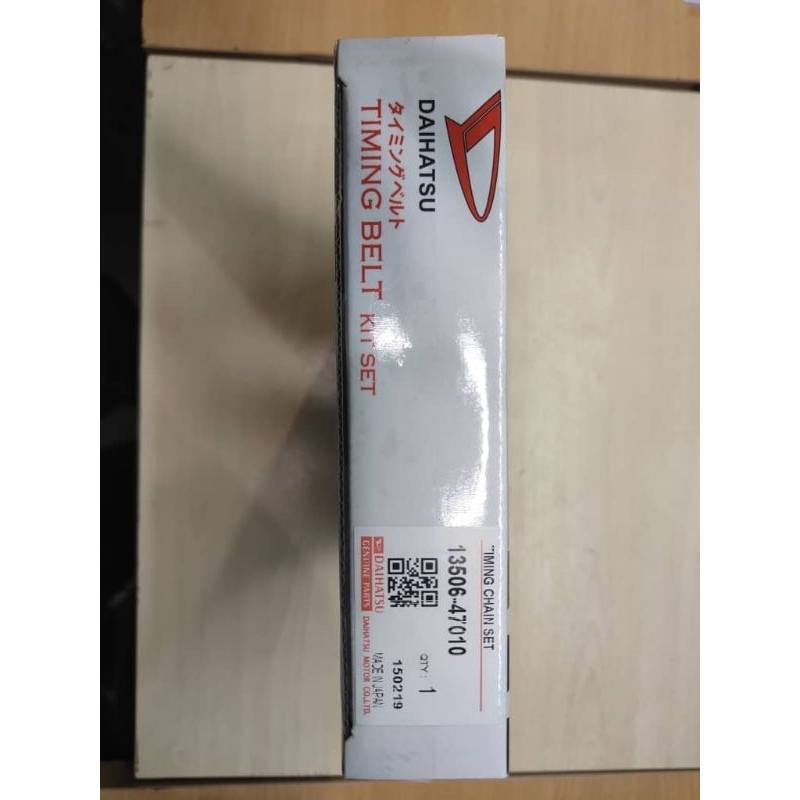 DAIHATSU
タイミングベルト
TIMING BELT KIT SET
TIMING CHAIN SET
13506-47010
QTY: 1
150219
DAIHATSU
GENUINE PARTS
MADE IN JAPAN
DAIHATSU MOTOR CO.,LTD.